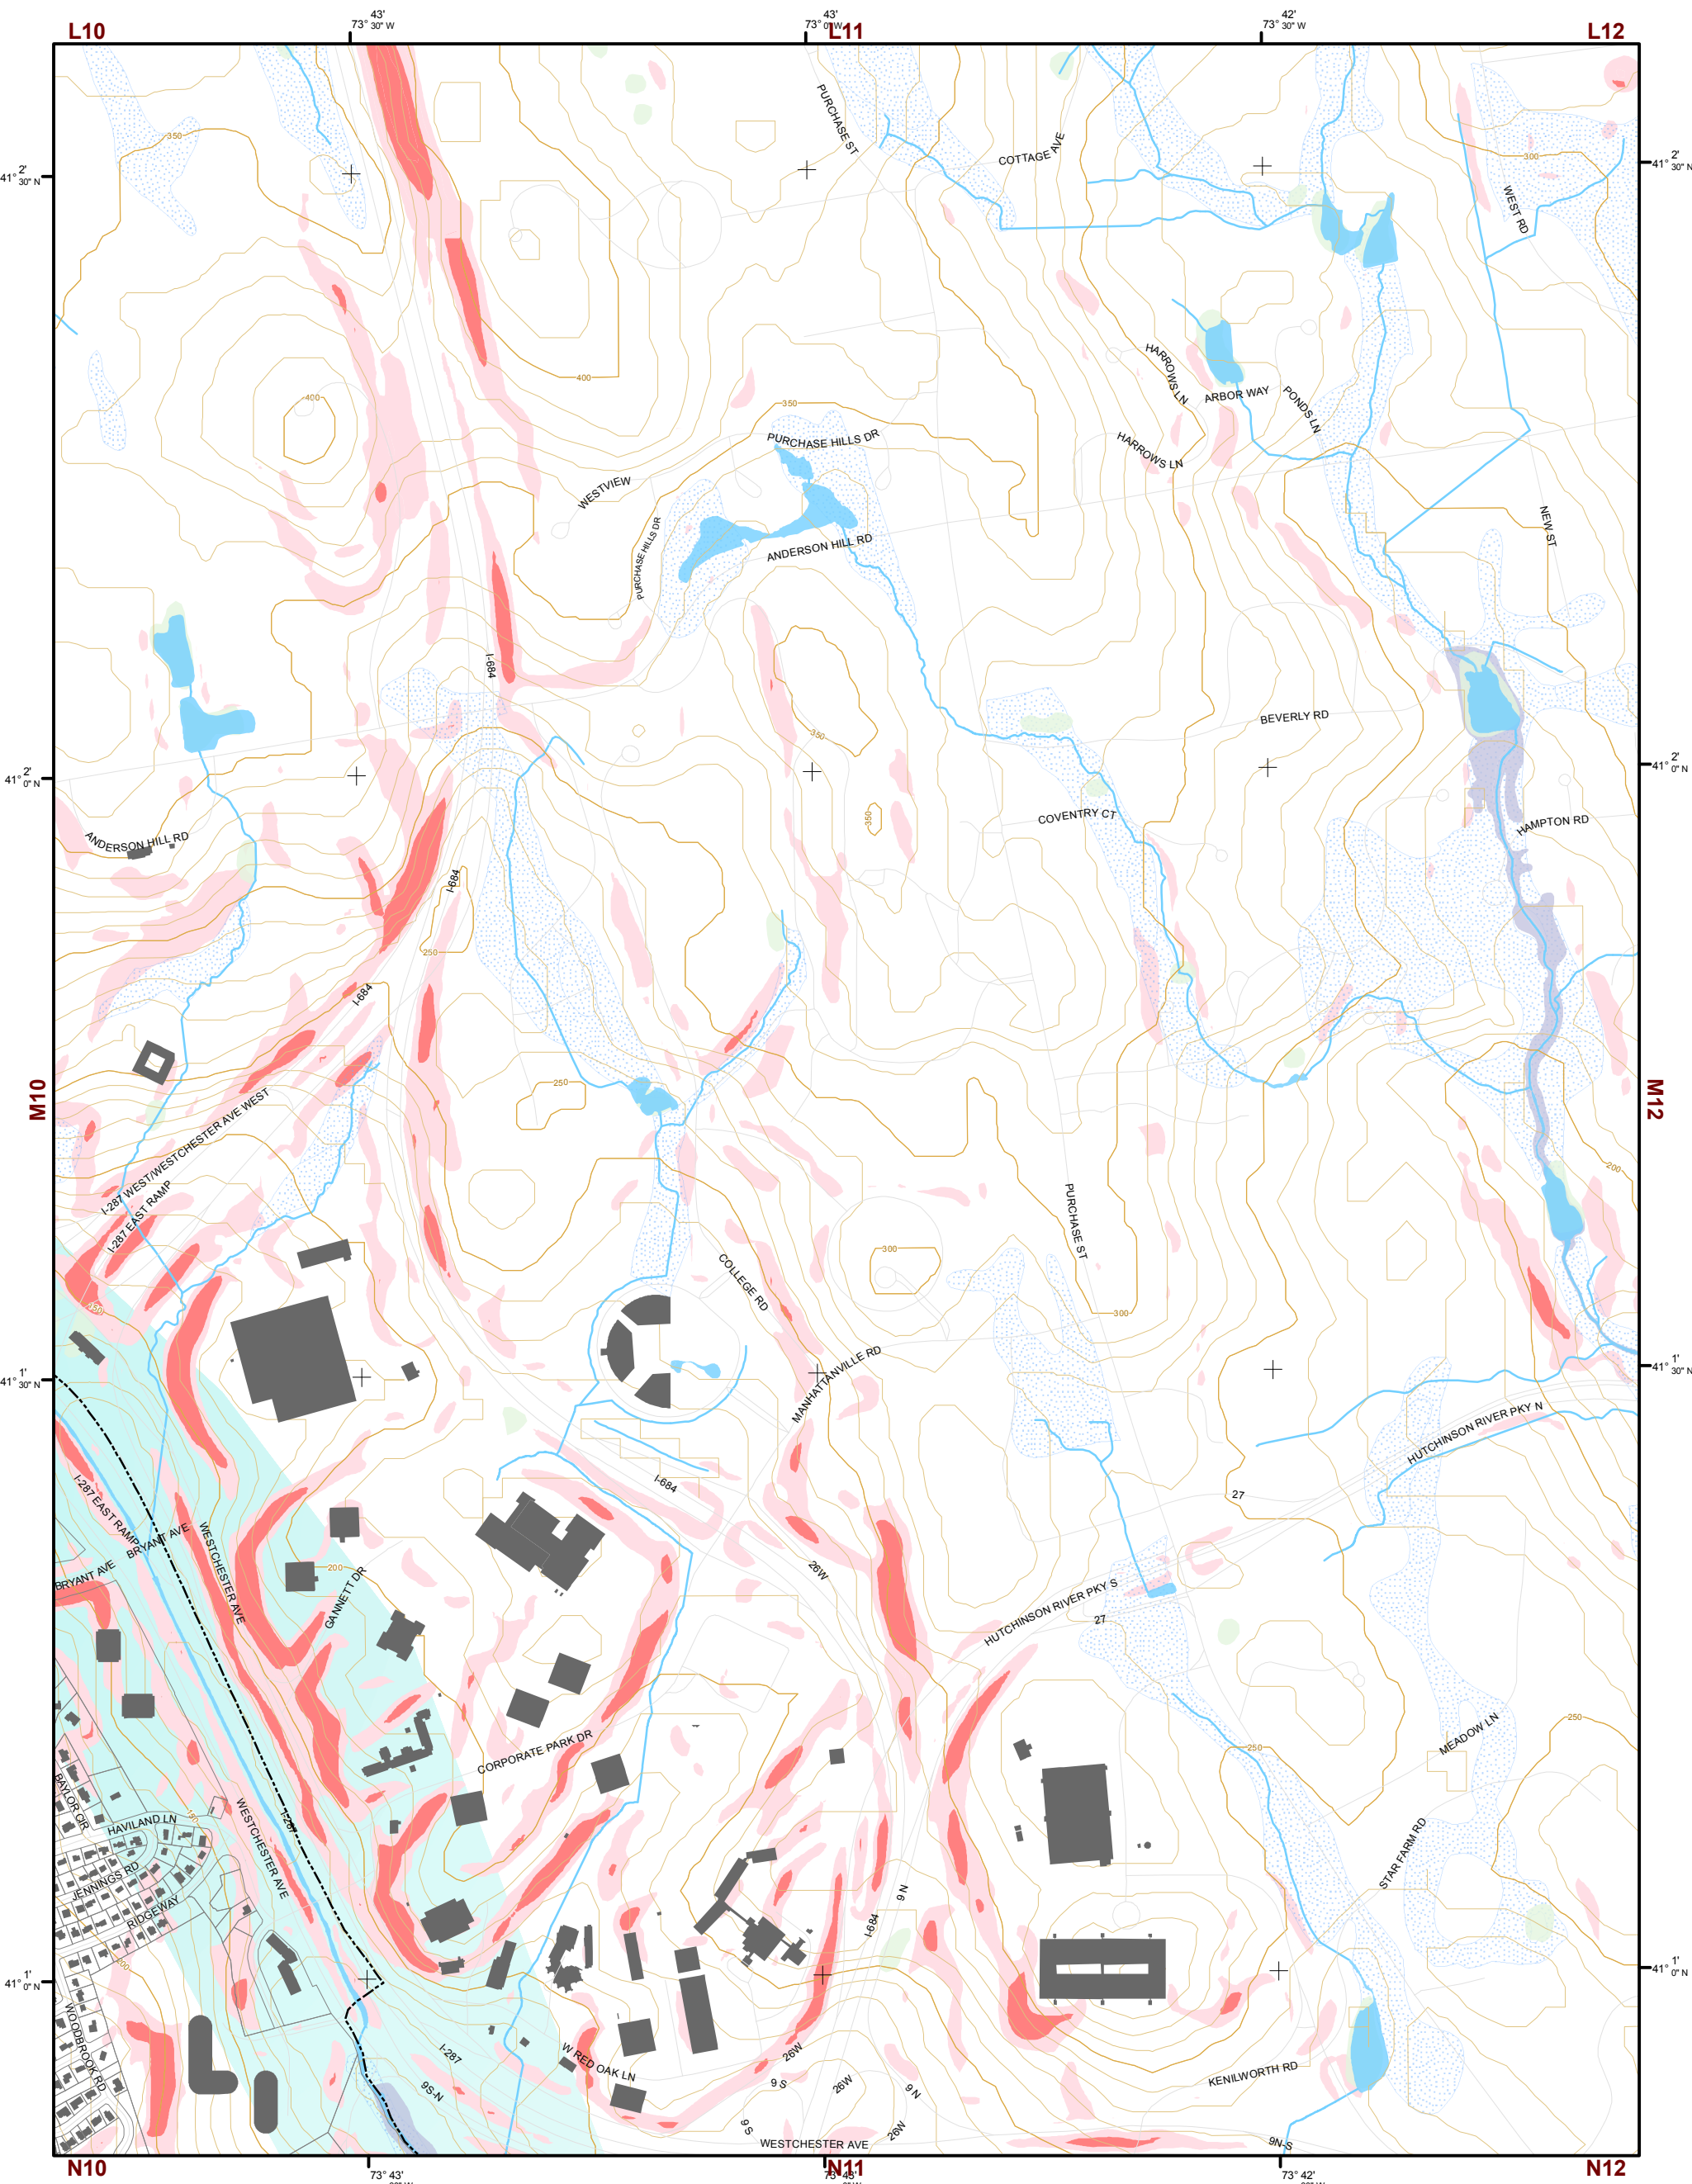 L10
43'
73° 30" W
43'
73° 0" W
L11
42'
73° 30" W
L12
PURCHASE ST
COTTAGE AVE
350
300
41° 2' 30" N
41° 2' 30" N
WEST RD
HARROWS LN
ARBOR WAY
PONDS LN
400
400
350
PURCHASE HILLS DR
HARROWS LN
WESTVIEW
PURCHASE HILLS DR
ANDERSON HILL RD
NEW ST
I-684
BEVERLY RD
350
41° 2' 0" N
41° 2' 0" N
350
COVENTRY CT
HAMPTON RD
ANDERSON HILL RD
I-684
250
I-684
M10
M12
250
I-287 WEST/WESTCHESTER AVE WEST
I-287 EAST RAMP
200
PURCHASE ST
300
COLLEGE RD
300
MANHATTANVILLE RD
41° 1' 30" N
41° 1' 30" N
HUTCHINSON RIVER PKY N
I-684
27
I-287 EAST RAMP
BRYANT AVE
BRYANT AVE
WESTCHESTER AVE
200
GANNETT DR
26W
HUTCHINSON RIVER PKY S
27
MEADOW LN
250
250
CORPORATE PARK DR
BAYLOR CIR
HAVILAND LN
I-287
WESTCHESTER AVE
JENNINGS RD
RIDGEWAY
STAR FARM RD
9 N
I-684
41° 1' 0" N
41° 1' 0" N
200
WOODBROOK RD
I-287
9S-N
W RED OAK LN
26W
9 S
26W
9 N
KENILWORTH RD
9 S
26W
WESTCHESTER AVE
9N-S
N10
73° 43'
N11
73° 42'
N12